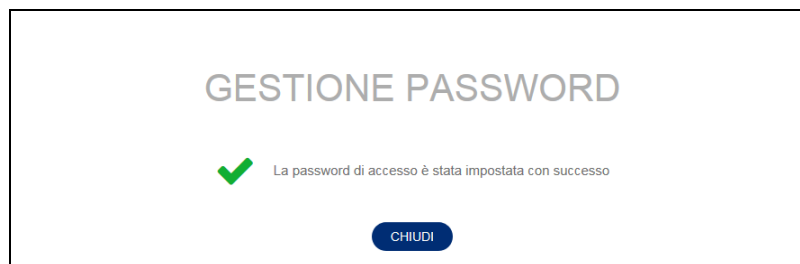 GESTIONE PASSWORD
La password di accesso è stata impostata con successo
CHIUDI